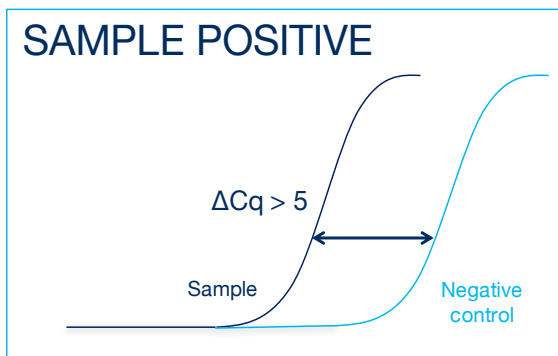 SAMPLE POSITIVE
ΔCq > 5
Sample
Negative
control